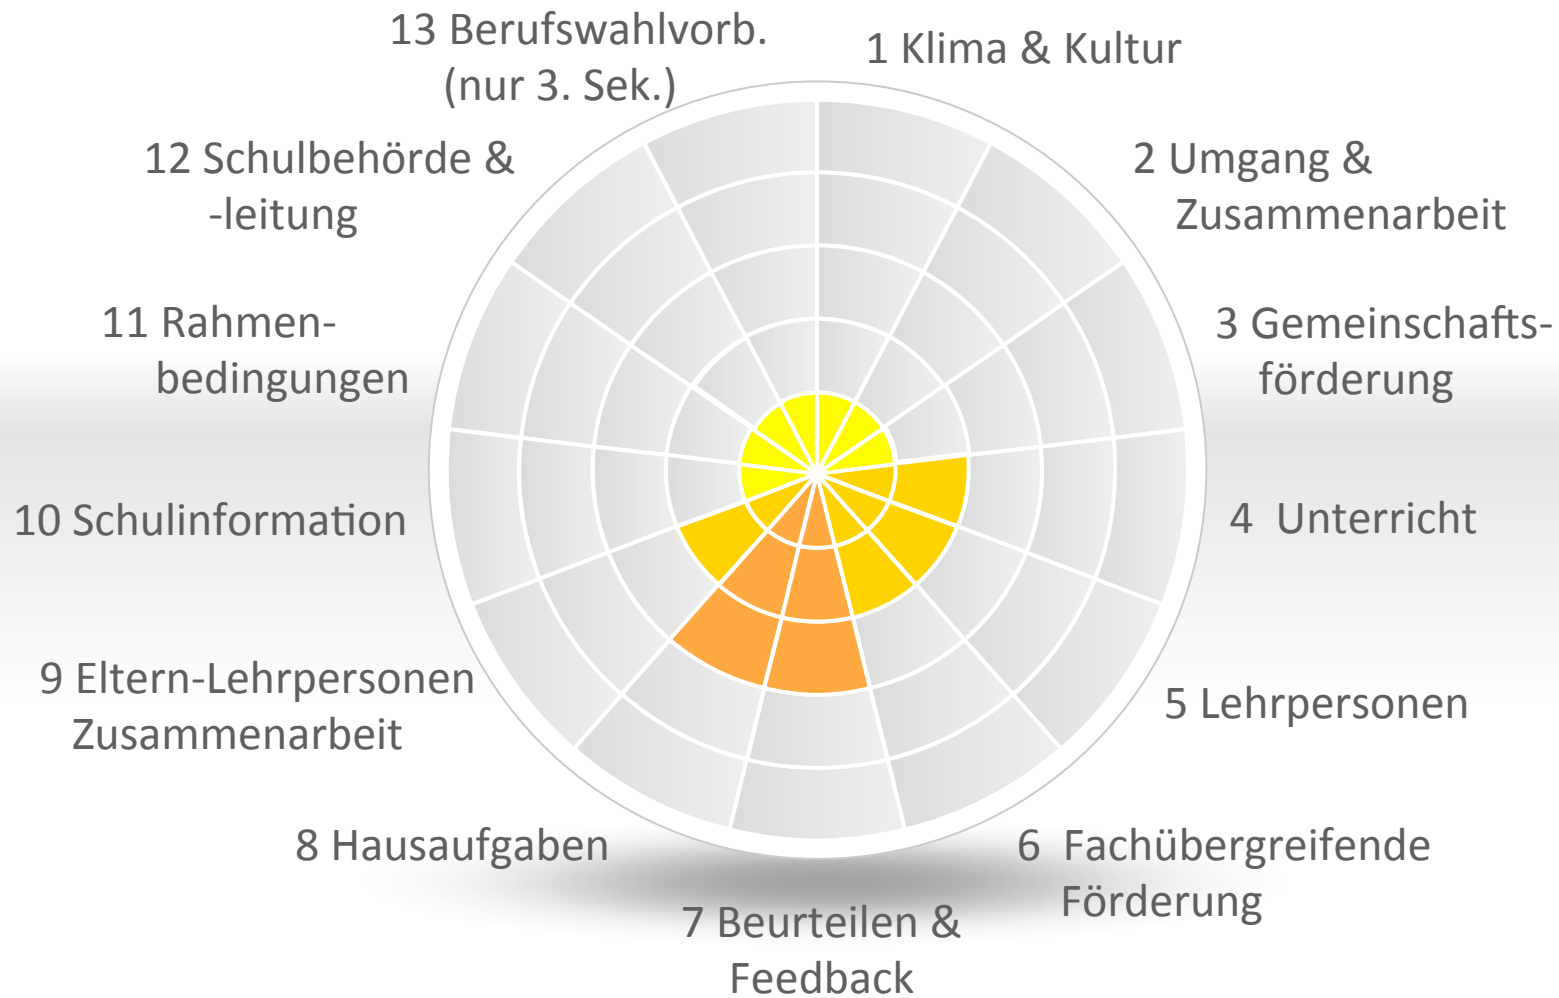 13 Berufswahlvorb.
(nur 3. Sek.)
1 Klima & Kultur
2 Umgang &
Zusammenarbeit
3 Gemeinschafts-
förderung
4 Unterricht
5 Lehrpersonen
6 Fachübergreifende
Förderung
7 Beurteilen &
Feedback
8 Hausaufgaben
9 Eltern-Lehrpersonen
Zusammenarbeit
10 Schulinformation
11 Rahmen-
bedingungen
12 Schulbehörde &
-leitung